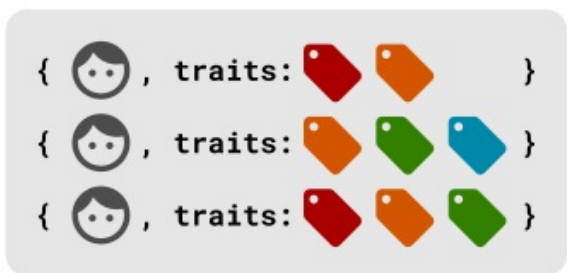 { , traits: }
{ , traits: }
{ , traits: }